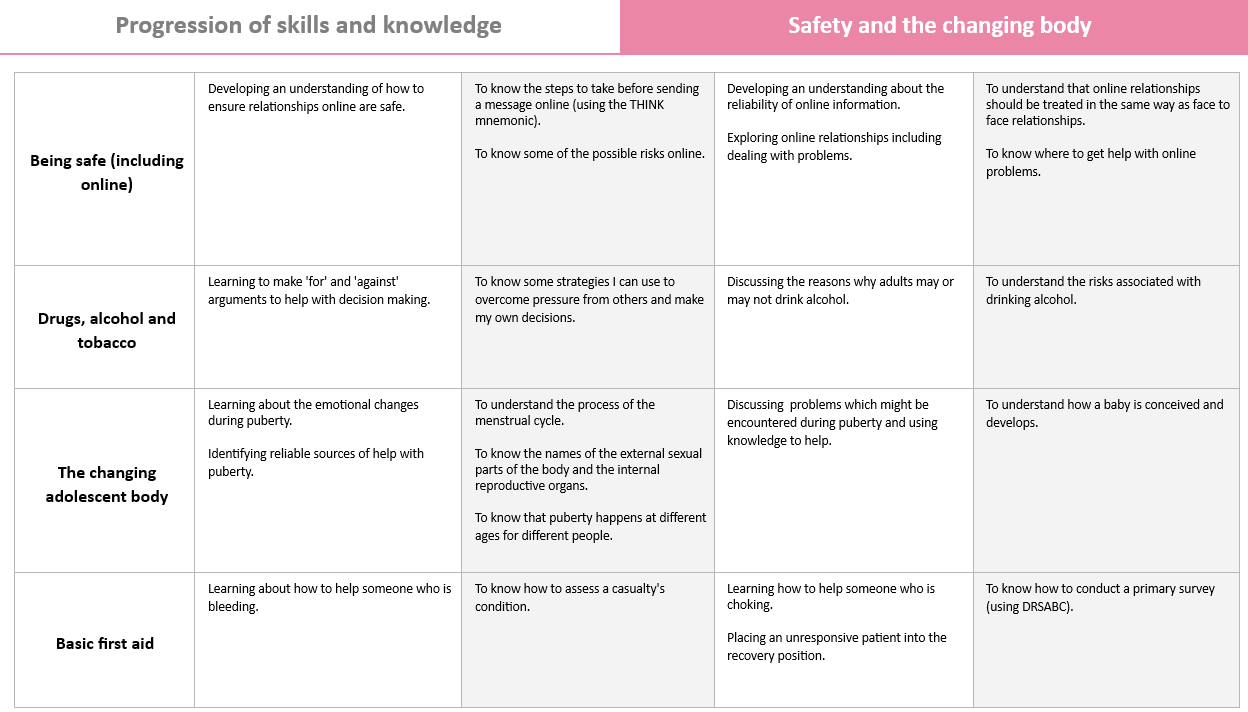 Progression of skills and knowledge
Safety and the changing body
Being safe (including
online)
Developing an understanding of how to
ensure relationships online are safe.
To know the steps to take before sending
a message online (using the THINK
mnemonic).
To know some of the possible risks online.
Developing an understanding about the
reliability of online information.
Exploring online relationships including
dealing with problems.
To understand that online relationships
should be treated in the same way as face to
face relationships.
To know where to get help with online
problems.
Drugs, alcohol and
tobacco
Learning to make 'for' and 'against'
arguments to help with decision making.
To know some strategies I can use to
overcome pressure from others and make
my own decisions.
Discussing the reasons why adults may or
may not drink alcohol.
To understand the risks associated with
drinking alcohol.
The changing
adolescent body
Learning about the emotional changes
during puberty.
Identifying reliable sources of help with
puberty.
To understand the process of the
menstrual cycle.
To know the names of the external sexual
parts of the body and the internal
reproductive organs.
To know that puberty happens at different
ages for different people.
Discussing  problems which might be
encountered during puberty and using
knowledge to help.
To understand how a baby is conceived and
develops.
Basic first aid
Learning about how to help someone who is
bleeding.
To know how to assess a casualty's
condition.
Learning how to help someone who is
choking.
Placing an unresponsive patient into the
recovery position.
To know how to conduct a primary survey
(using DRSABC).